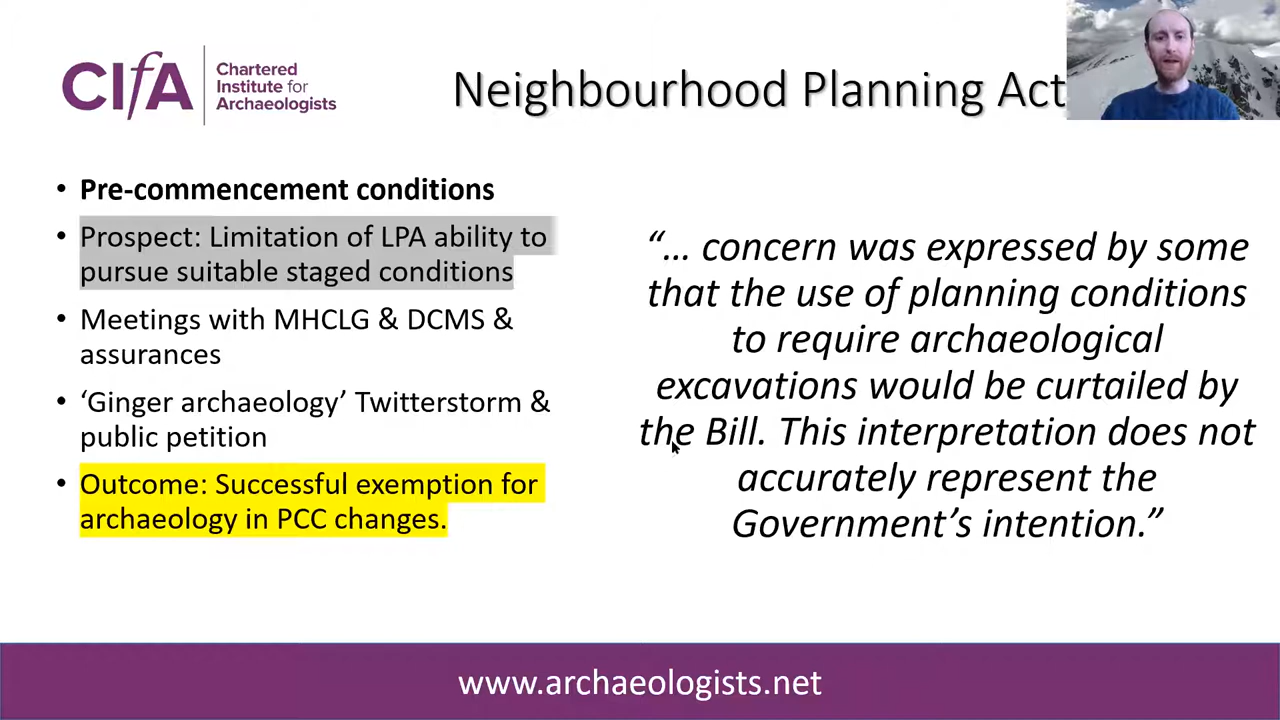 CIfA
Chartered
Institute for
Archaeologists
Neighbourhood Planning Act
• Pre-commencement conditions
• Prospect: Limitation of LPA ability to
pursue suitable staged conditions
• Meetings with MHCLG & DCMS &
assurances
• ‘Ginger archaeology’ Twitterstorm &
public petition
• Outcome: Successful exemption for
archaeology in PCC changes.
“… concern was expressed by some
that the use of planning conditions
to require archaeological
excavations would be curtailed by
the Bill. This interpretation does not
accurately represent the
Government’s intention.”
www.archaeologists.net